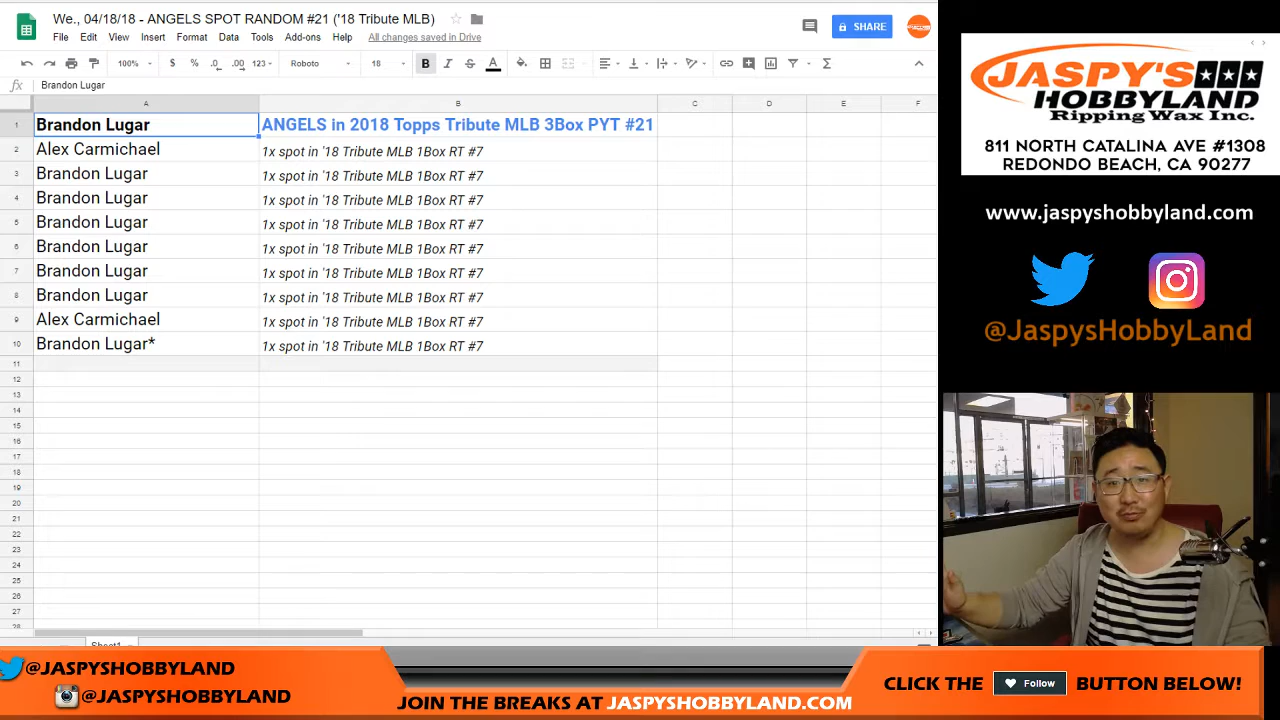 We., 04/18/18 - ANGELS SPOT RANDOM #21 ('18 Tribute MLB)
File Edit View Insert Format Data Tools Add-ons Help All changes saved in Drive
SHARE
100% $ % .0 .00 123 Roboto 18 B I S A
fx Brandon Lugar
A B C D E F
1 Brandon Lugar ANGELS in 2018 Topps Tribute MLB 3Box PYT #21
2 Alex Carmichael 1x spot in '18 Tribute MLB 1Box RT #7
3 Brandon Lugar 1x spot in '18 Tribute MLB 1Box RT #7
4 Brandon Lugar 1x spot in '18 Tribute MLB 1Box RT #7
5 Brandon Lugar 1x spot in '18 Tribute MLB 1Box RT #7
6 Brandon Lugar 1x spot in '18 Tribute MLB 1Box RT #7
7 Brandon Lugar 1x spot in '18 Tribute MLB 1Box RT #7
8 Brandon Lugar 1x spot in '18 Tribute MLB 1Box RT #7
9 Alex Carmichael 1x spot in '18 Tribute MLB 1Box RT #7
10 Brandon Lugar* 1x spot in '18 Tribute MLB 1Box RT #7
11
12
13
14
15
16
17
18
19
20
21
22
23
24
25
26
27
28
Sheet1
JASPY'S
HOBBYLAND
Ripping Wax Inc.
811 NORTH CATALINA AVE #1308
REDONDO BEACH, CA 90277
www.jaspyshobbyland.com
@JaspysHobbyLand
@JASPYSHOBBYLAND
@JASPYSHOBBYLAND
JOIN THE BREAKS AT JASPYSHOBBYLAND.COM
CLICK THE Follow BUTTON BELOW!